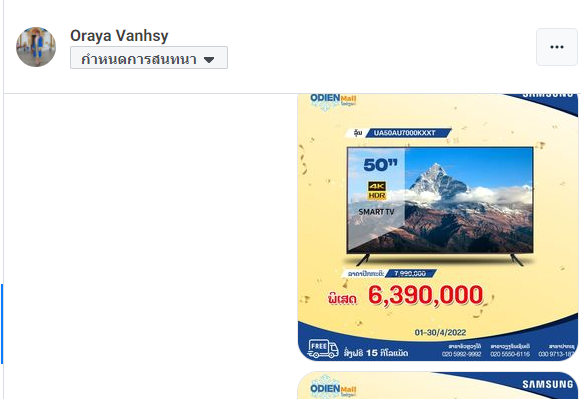 Oraya Vanhsy
กำหนดการสนทนา
ODIEN Mall
SAMSUNG
ລຸ້ນ UA50AU7000KXXT
50"
4K
HDR
SMART TV
ລາຄາປົກກະຕິ: 7,990,000
ພິເສດ 6,390,000
01-30/4/2022
FREE
ສົ່ງຟຣີ 15 ກິໂລແມັດ
020 5992-9992 020 5550-6116 030 9713-187
ODIEN Mall
SAMSUNG